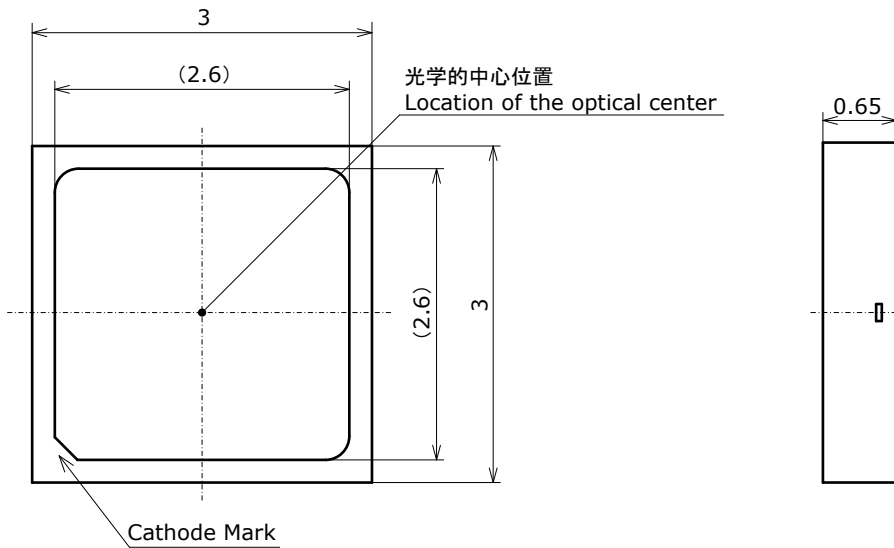 3
(2.6)
光学的中心位置
Location of the optical center
0.65
(2.6)
3
Cathode Mark